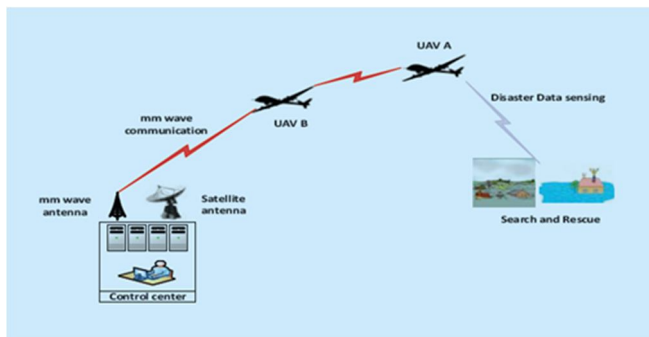 UAV A
UAV B
Disaster Data sensing
mm wave
communication
mm wave
antenna
Satellite
antenna
Search and Rescue
Control center